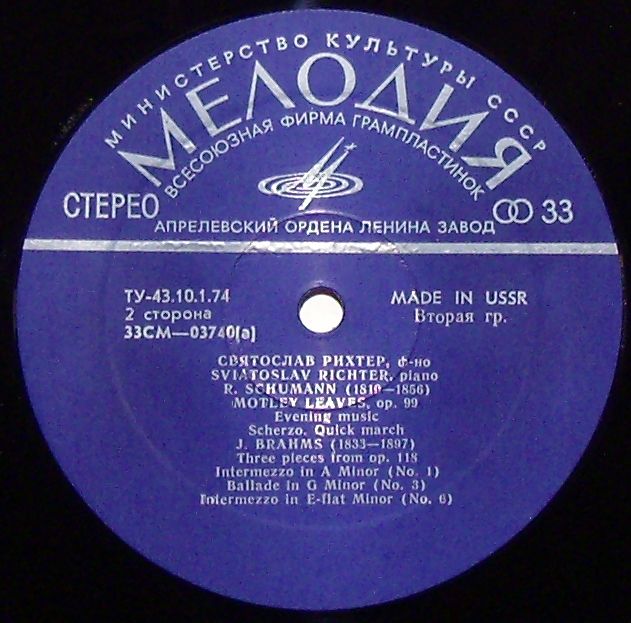 МИНИСТЕРСТВО КУЛЬТУРЫ СССР
МЕЛОДИЯ
ВСЕСОЮЗНАЯ ФИРМА ГРАМПЛАСТИНОК
СТЕРЕО
33
АПРЕЛЕВСКИЙ ОРДЕНА ЛЕНИНА ЗАВОД
ТУ-43.10.1.74
2 сторона
33СМ—03740(а)
MADE IN USSR
Вторая гр.
СВЯТОСЛАВ РИХТЕР, ф-но
SVIATOSLAV RICHTER, piano
R. SCHUMANN (1810—1856)
MOTLEY LEAVES, op. 99
Evening music
Scherzo. Quick march
J. BRAHMS (1833—1897)
Three pieces from op. 118
Intermezzo in A Minor (No. 1)
Ballade in G Minor (No. 3)
Intermezzo in E-flat Minor (No. 6)